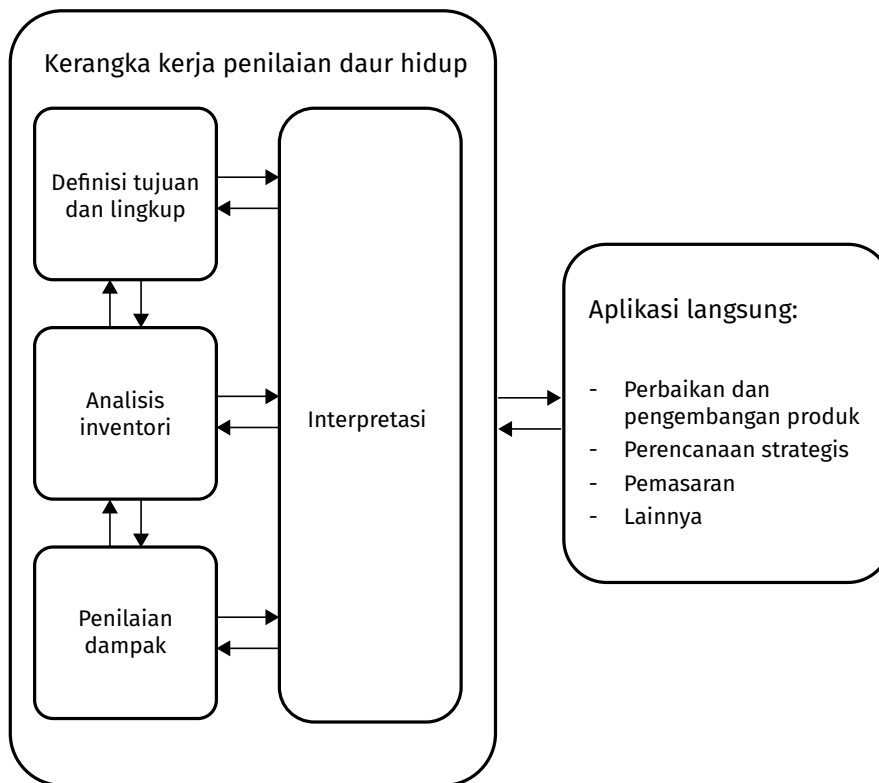 Kerangka kerja penilaian daur hidup
Definisi tujuan
dan lingkup
Analisis
inventori
Penilaian
dampak
Interpretasi
Aplikasi langsung:
- Perbaikan dan
pengembangan produk
- Perencanaan strategis
- Pemasaran
- Lainnya